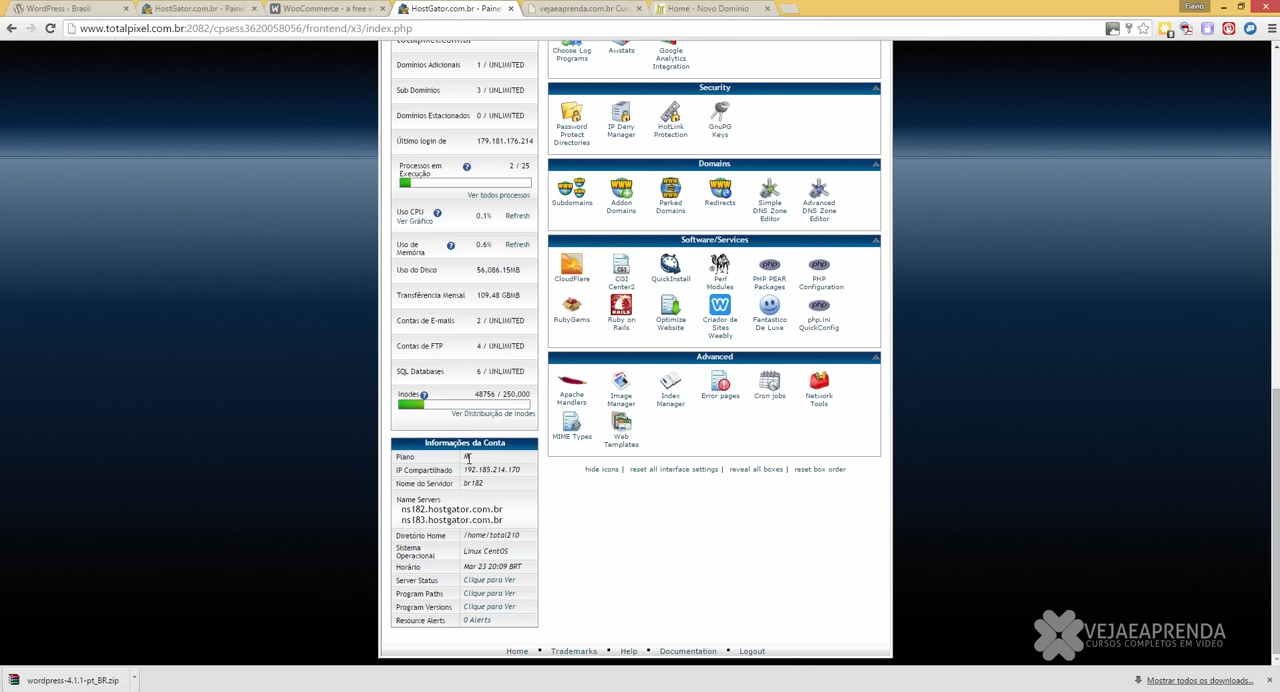 WordPress - Brasil
HostGator.com.br - Painel
WooCommerce - a free e
HostGator.com.br - Paine
vejaeaprenda.com.br Curs
Home - Novo Domínio
Flavio
www.totalpixel.com.br:2082/cpsess3620058056/frontend/x3/index.php
totalpixel.com.br
Domínios Adicionais 1 / UNLIMITED
Sub Domínios 3 / UNLIMITED
Domínios Estacionados 0 / UNLIMITED
Último login de 179.181.176.214
Processos em Execução 2 / 25
Ver todos processos
Uso CPU 0.1% Refresh
Ver Gráfico
Uso de Memória 0.6% Refresh
Uso do Disco 56,086.15MB
Transfêrencia Mensal 109.48 GBMB
Contas de E-mails 2 / UNLIMITED
Contas de FTP 4 / UNLIMITED
SQL Databases 6 / UNLIMITED
Inodes 48756 / 250,000
Ver Distribuição de Inodes
Informações da Conta
Plano
IP Compartilhado 192.185.214.170
Nome do Servidor br182
Name Servers
ns182.hostgator.com.br
ns183.hostgator.com.br
Diretório Home /home/total210
Sistema Operacional Linux CentOS
Horário Mar 23 20:09 BRT
Server Status Clique para Ver
Program Paths Clique para Ver
Program Versions Clique para Ver
Resource Alerts 0 Alerts
Choose Log Programs
Awstats
Google Analytics Integration
Security
Password Protect Directories
IP Deny Manager
HotLink Protection
GnuPG Keys
Domains
Subdomains
Addon Domains
Parked Domains
Redirects
Simple DNS Zone Editor
Advanced DNS Zone Editor
Software/Services
CloudFlare
CGI Center2
QuickInstall
Perl Modules
PHP PEAR Packages
PHP Configuration
RubyGems
Ruby on Rails
Optimize Website
Criador de Sites Weebly
Fantastico De Luxe
php.ini QuickConfig
Advanced
Apache Handlers
Image Manager
Index Manager
Error pages
Cron jobs
Network Tools
MIME Types
Web Templates
hide icons | reset all interface settings | reveal all boxes | reset box order
Home ▪ Trademarks ▪ Help ▪ Documentation ▪ Logout
VEJAEAPRENDA
CURSOS COMPLETOS EM VÍDEO
wordpress-4.1.1-pt_BR.zip
Mostrar todos os downloads...